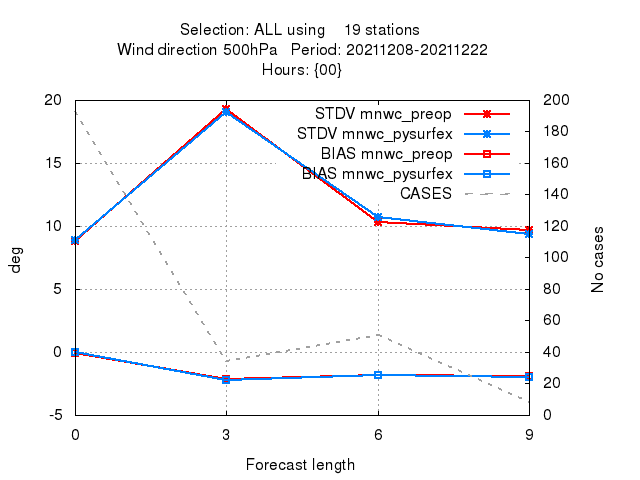 Selection: ALL using 19 stations
Wind direction 500hPa Period: 20211208-20211222
Hours: {00}
STDV mnwc_preop
STDV mnwc_pysurfex
BIAS mnwc_preop
BIAS mnwc_pysurfex
CASES
20
15
10
5
0
-5
deg
200
180
160
140
120
100
80
60
40
20
0
No cases
0 3 6 9
Forecast length